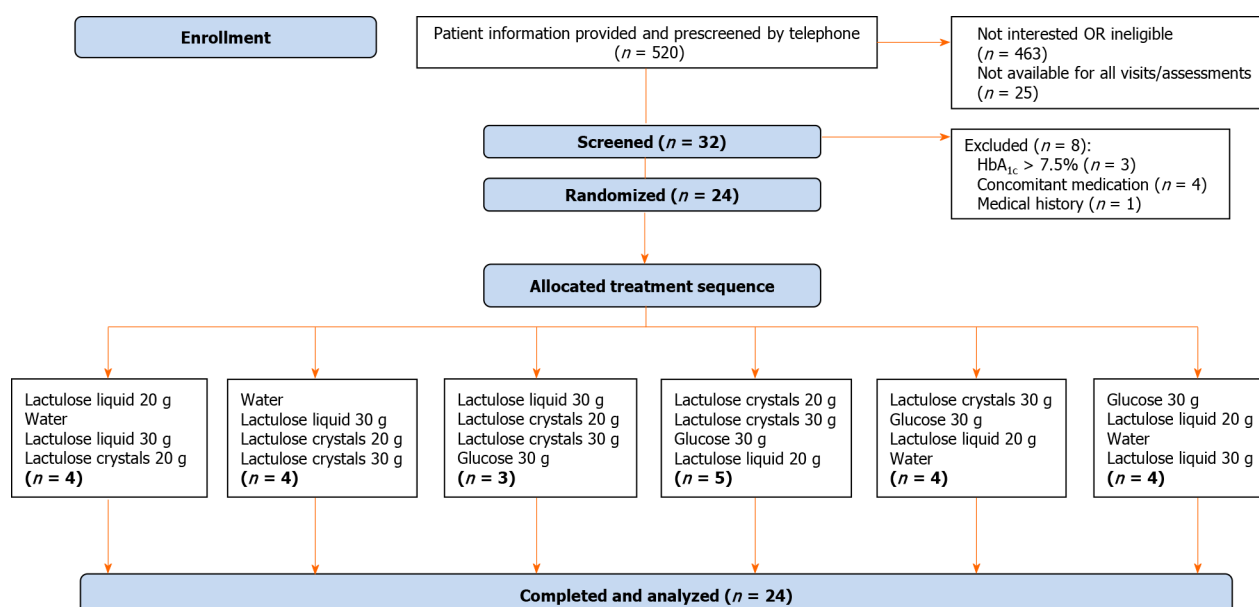 Enrollment
Patient information provided and prescreened by telephone
(n = 520)
Not interested OR ineligible
(n = 463)
Not available for all visits/assessments
(n = 25)
Screened (n = 32)
Excluded (n = 8):
HbA1c > 7.5% (n = 3)
Concomitant medication (n = 4)
Medical history (n = 1)
Randomized (n = 24)
Allocated treatment sequence
Lactulose liquid 20 g
Water
Lactulose liquid 30 g
Lactulose crystals 20 g
(n = 4)
Water
Lactulose liquid 30 g
Lactulose crystals 20 g
Lactulose crystals 30 g
(n = 4)
Lactulose liquid 30 g
Lactulose crystals 20 g
Lactulose crystals 30 g
Glucose 30 g
(n = 3)
Lactulose crystals 20 g
Lactulose crystals 30 g
Glucose 30 g
Lactulose liquid 20 g
(n = 5)
Lactulose crystals 30 g
Glucose 30 g
Lactulose liquid 20 g
Water
(n = 4)
Glucose 30 g
Lactulose liquid 20 g
Water
Lactulose liquid 30 g
(n = 4)
Completed and analyzed (n = 24)